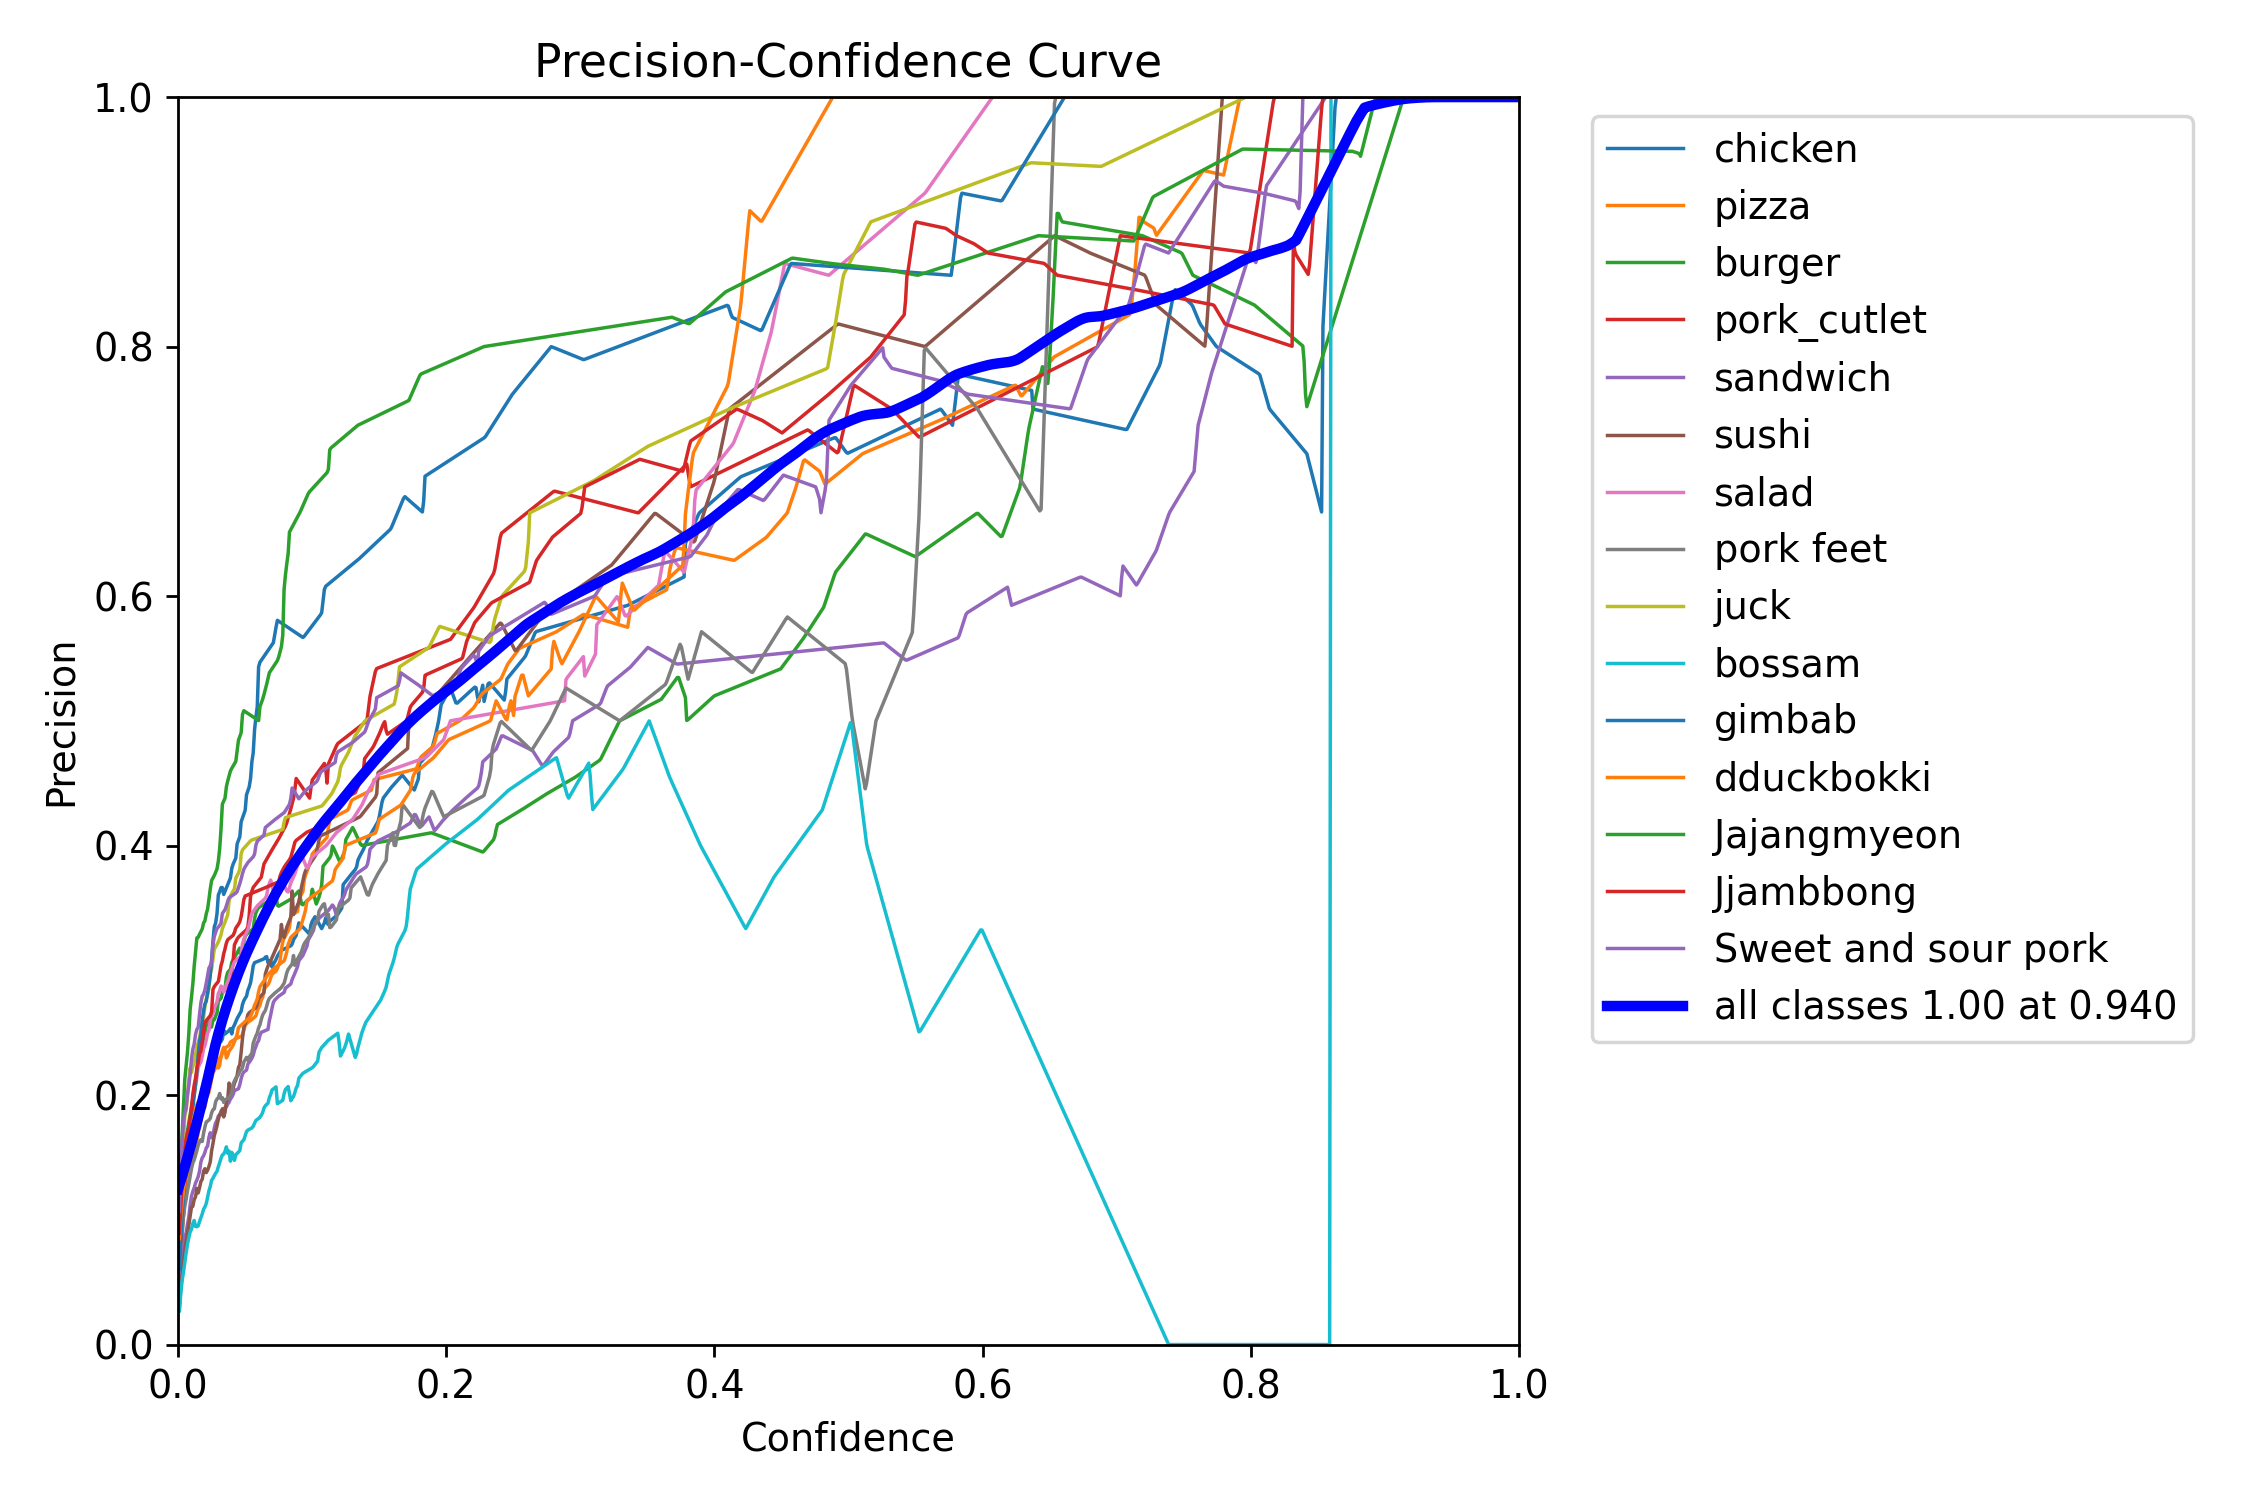 Precision-Confidence Curve
1.0
0.8
0.6
0.4
0.2
0.0
Precision
0.0 0.2 0.4 0.6 0.8 1.0
Confidence
chicken
pizza
burger
pork_cutlet
sandwich
sushi
salad
pork feet
juck
bossam
gimbab
dduckbokki
Jajangmyeon
Jjambbong
Sweet and sour pork
all classes 1.00 at 0.940